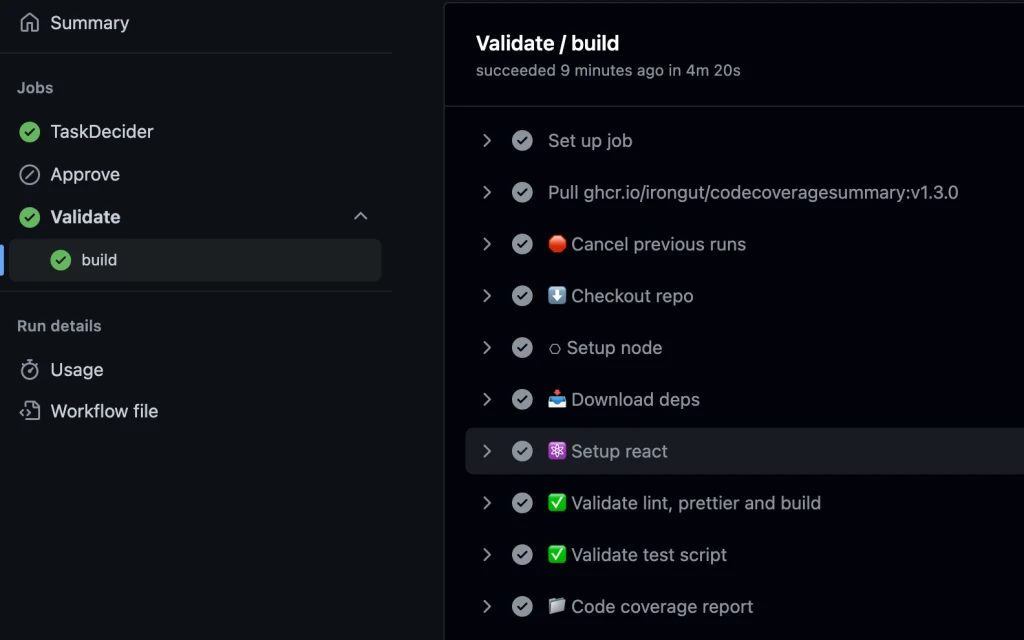 Summary
Jobs
TaskDecider
Approve
Validate
build
Run details
Usage
Workflow file
Validate / build
succeeded 9 minutes ago in 4m 20s
Set up job
Pull ghcr.io/irongut/codecoveragesummary:v1.3.0
🛑 Cancel previous runs
⬇️ Checkout repo
⎔ Setup node
📥 Download deps
⚛️ Setup react
✅ Validate lint, prettier and build
✅ Validate test script
📁 Code coverage report